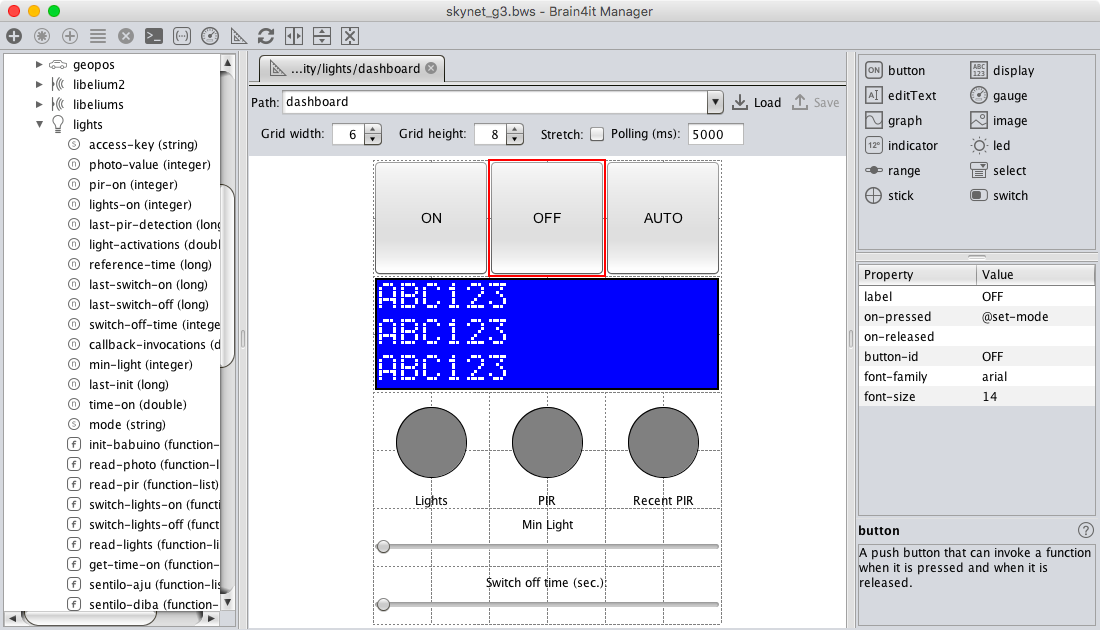 skynet_g3.bws - Brain4it Manager
geopos
libelium2
libeliums
lights
access-key (string)
photo-value (integer)
pir-on (integer)
lights-on (integer)
last-pir-detection (long
light-activations (doubl
reference-time (long)
last-switch-on (long)
last-switch-off (long)
switch-off-time (intege
callback-invocations (d
min-light (integer)
last-init (long)
time-on (double)
mode (string)
init-babuino (function-
read-photo (function-l
read-pir (function-list)
switch-lights-on (functi
switch-lights-off (funct
read-lights (function-li
get-time-on (function-
sentilo-aju (function-lis
sentilo-diba (function-
...ity/lights/dashboard
Path: dashboard Load Save
Grid width: 6 Grid height: 8 Stretch: Polling (ms): 5000
ON OFF AUTO
ABC123
ABC123
ABC123
Lights PIR Recent PIR
Min Light
Switch off time (sec.)
ON button ABC 123 display
AI editText gauge
graph image
12º indicator led
range select
stick switch
Property Value
label OFF
on-pressed @set-mode
on-released
button-id OFF
font-family arial
font-size 14
button ?
A push button that can invoke a function
when it is pressed and when it is
released.